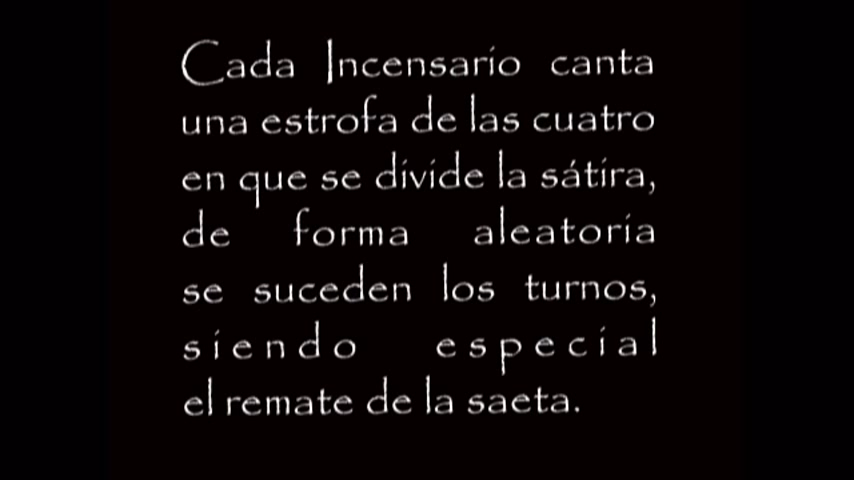 Cada Incensario canta
una estrofa de las cuatro
en que se divide la sátira,
de forma aleatoria
se suceden los turnos,
siendo especial
el remate de la saeta.